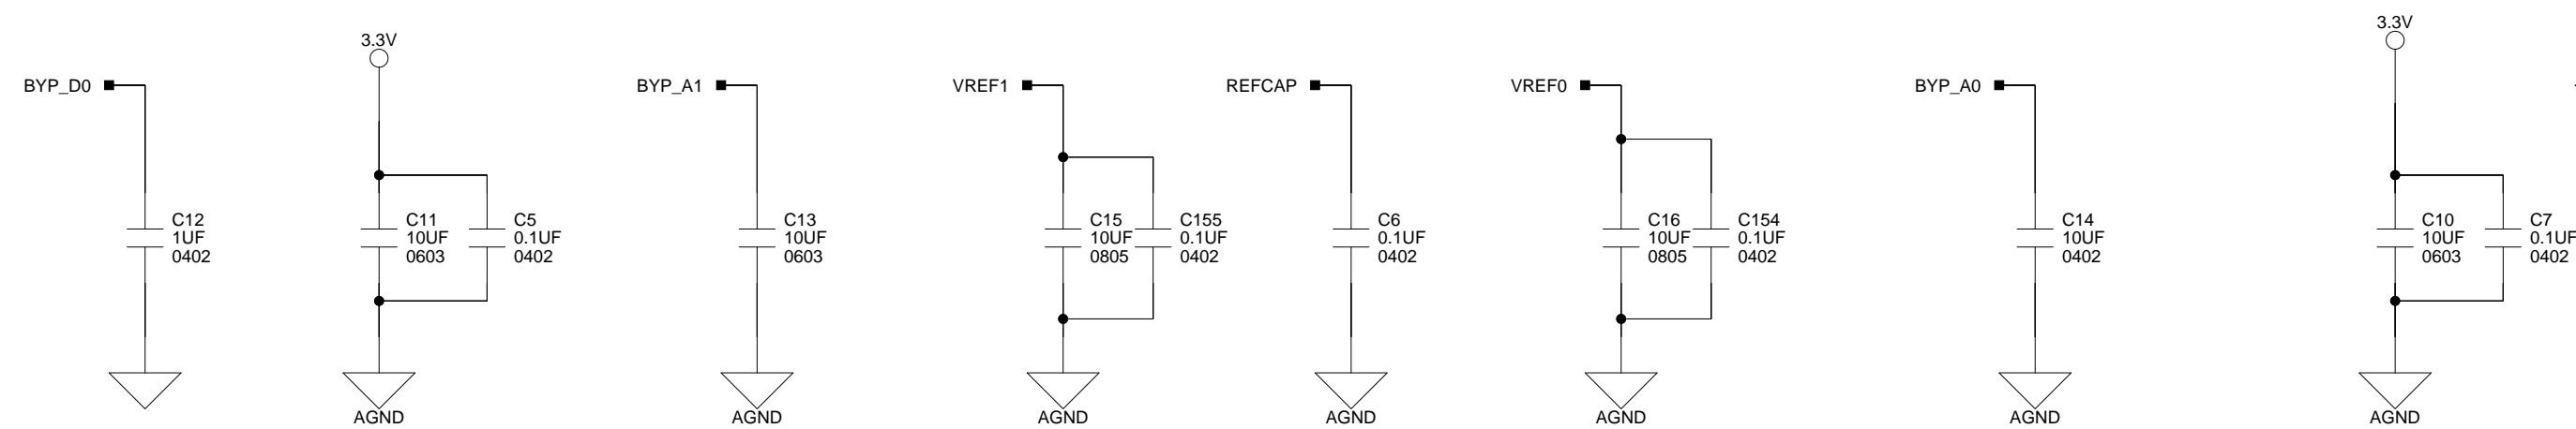 3.3V
3.3V
BYP_D0
BYP_A1
VREF1
REFCAP
VREF0
BYP_A0
C12
1UF
0402
C11
10UF
0603
C5
0.1UF
0402
C13
10UF
0603
C15
10UF
0805
C155
0.1UF
0402
C6
0.1UF
0402
C16
10UF
0805
C154
0.1UF
0402
C14
10UF
0402
C10
10UF
0603
C7
0.1UF
0402
AGND
AGND
AGND
AGND
AGND
AGND
AGND